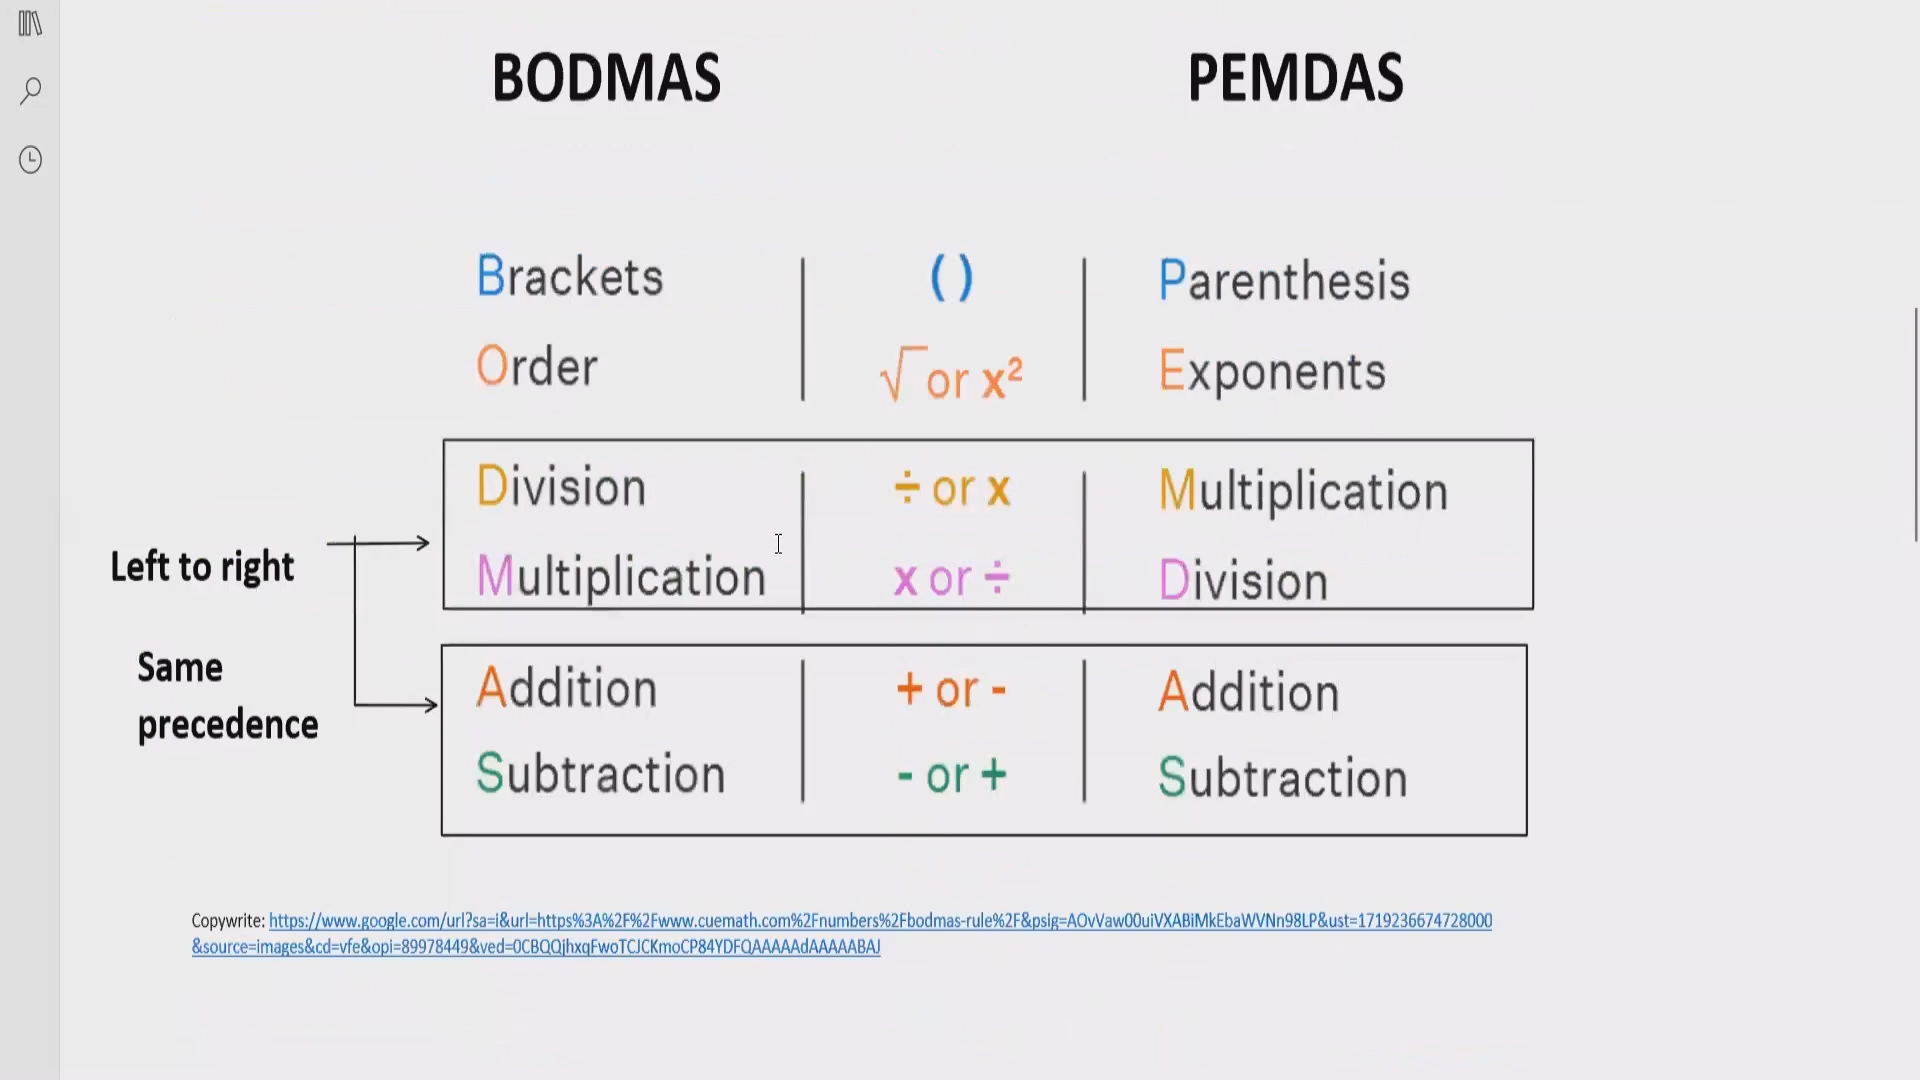 BODMAS PEMDAS
Brackets ( ) Parenthesis
Order √ or x² Exponents
Division ÷ or x Multiplication
Left to right
Multiplication x or ÷ Division
Same
precedence
Addition + or - Addition
Subtraction - or + Subtraction
Copywrite: https://www.google.com/url?sa=i&url=https%3A%2F%2Fwww.cuemath.com%2Fnumbers%2Fbodmas-rule%2F&psig=AOvVaw00uiVXABiMkEbaWVNn98LP&ust=1719236674728000
&source=images&cd=vfe&opi=89978449&ved=0CBQQjhxqFwoTCJCKmoCP84YDFQAAAAAdAAAAABAJ